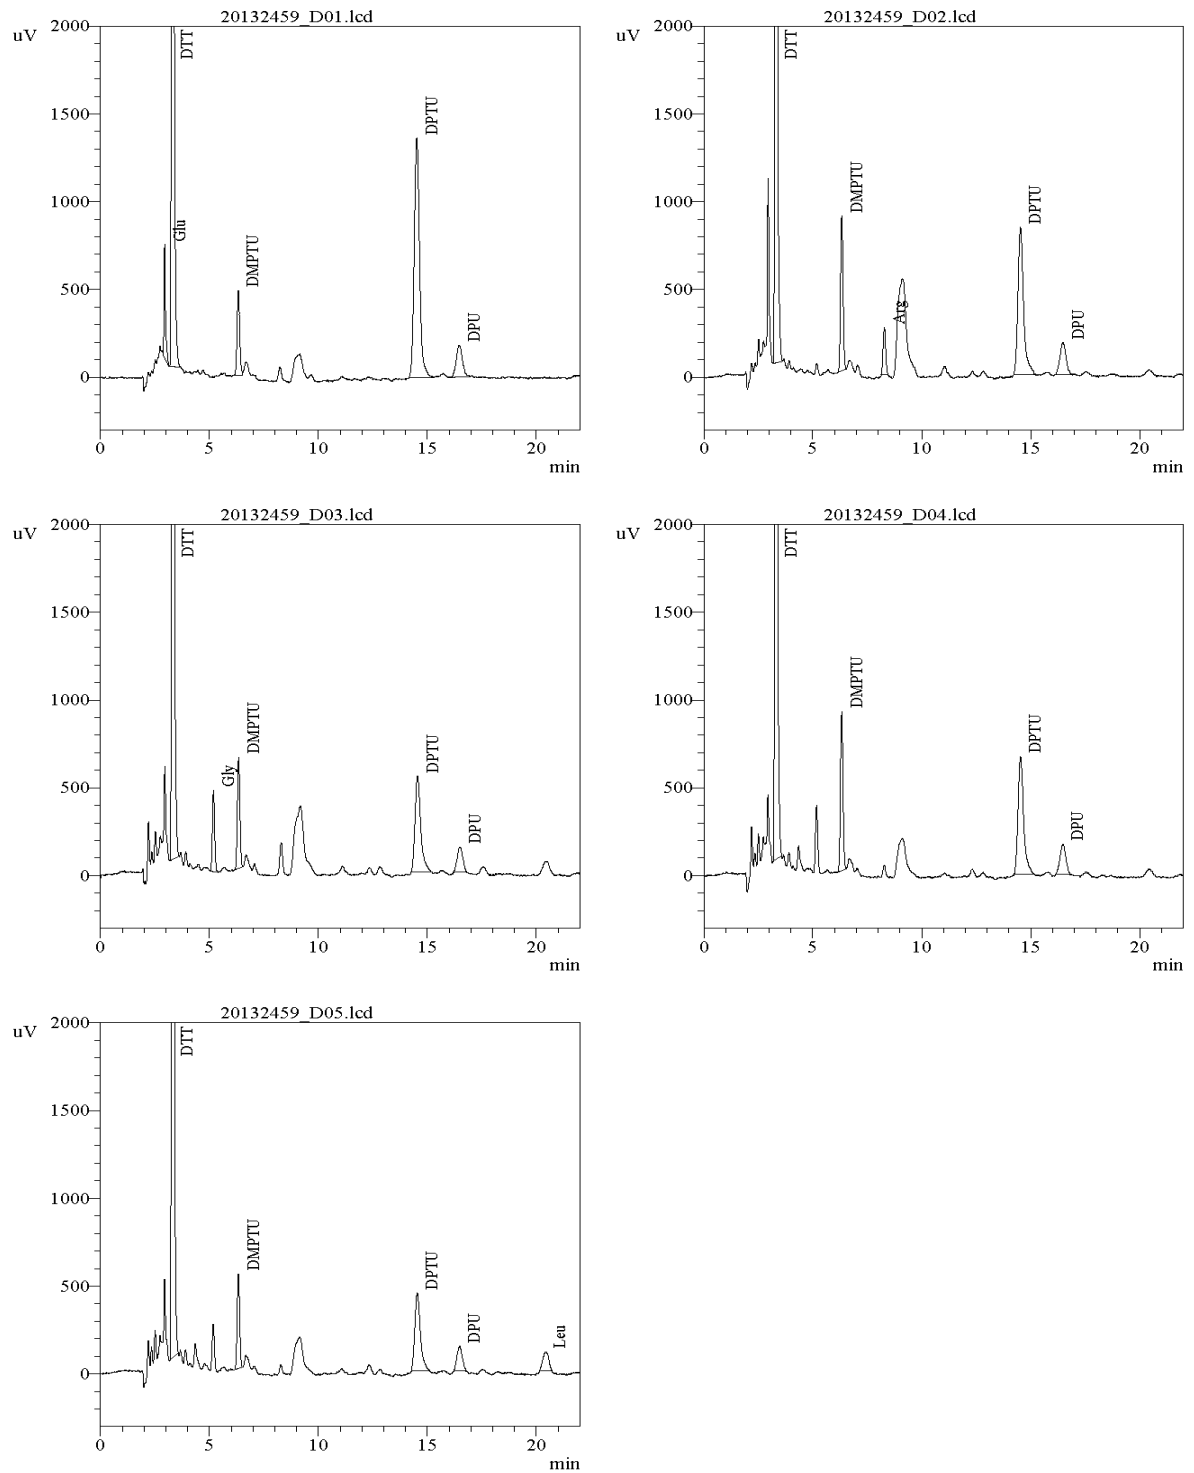 20132459_D01.lcd
uV
2000
1500
1000
500
0
DTT
Glu
DMPTU
DPTU
DPU
0
5
10
15
20
min
20132459_D02.lcd
uV
2000
1500
1000
500
0
DTT
DMPTU
Arg
DPTU
DPU
0
5
10
15
20
min
20132459_D03.lcd
uV
2000
1500
1000
500
0
DTT
Gly
DMPTU
DPTU
DPU
0
5
10
15
20
min
20132459_D04.lcd
uV
2000
1500
1000
500
0
DTT
DMPTU
DPTU
DPU
0
5
10
15
20
min
20132459_D05.lcd
uV
2000
1500
1000
500
0
DTT
DMPTU
DPTU
DPU
Leu
0
5
10
15
20
min